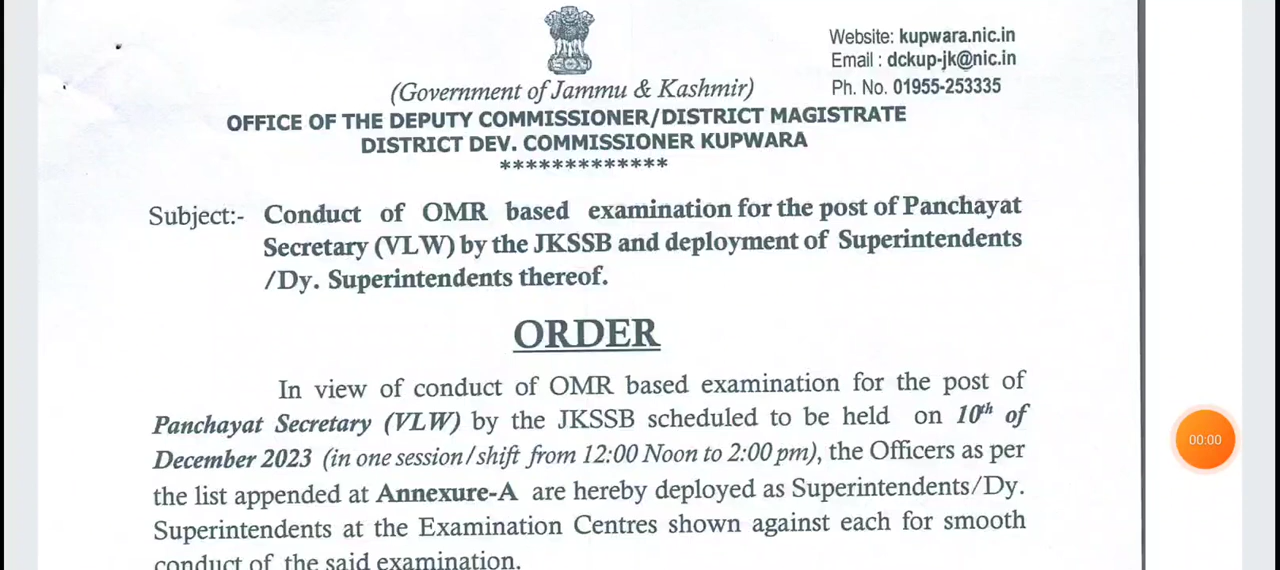 Website: kupwara.nic.in
Email : dckup-jk@nic.in
Ph. No. 01955-253335
(Government of Jammu & Kashmir)
OFFICE OF THE DEPUTY COMMISSIONER/DISTRICT MAGISTRATE
DISTRICT DEV. COMMISSIONER KUPWARA
*************
Subject:- Conduct of OMR based examination for the post of Panchayat
Secretary (VLW) by the JKSSB and deployment of Superintendents
/Dy. Superintendents thereof.
ORDER
In view of conduct of OMR based examination for the post of
Panchayat Secretary (VLW) by the JKSSB scheduled to be held on 10th of
December 2023 (in one session/shift from 12:00 Noon to 2:00 pm), the Officers as per
the list appended at Annexure-A are hereby deployed as Superintendents/Dy.
Superintendents at the Examination Centres shown against each for smooth
conduct of the said examination.
00:00